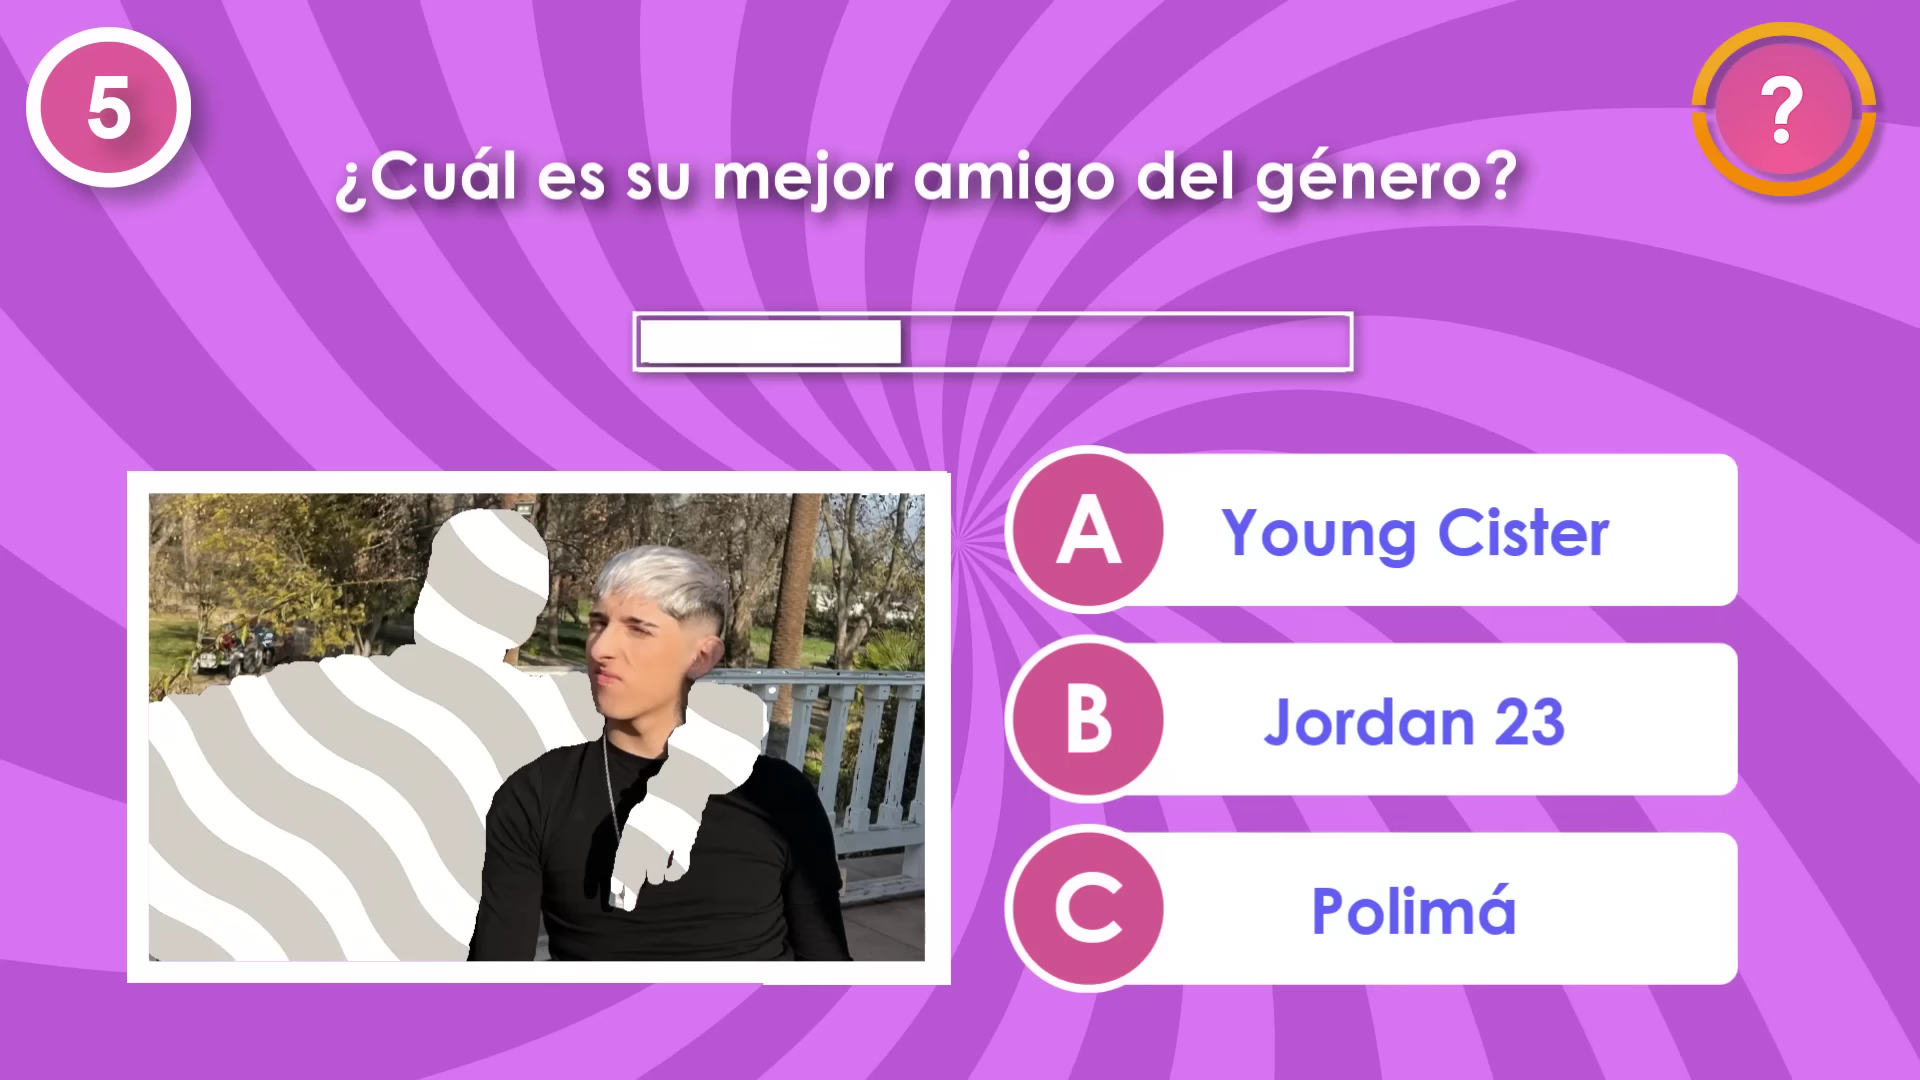 5
?
¿Cuál es su mejor amigo del género?
A Young Cister
B Jordan 23
C Polimá